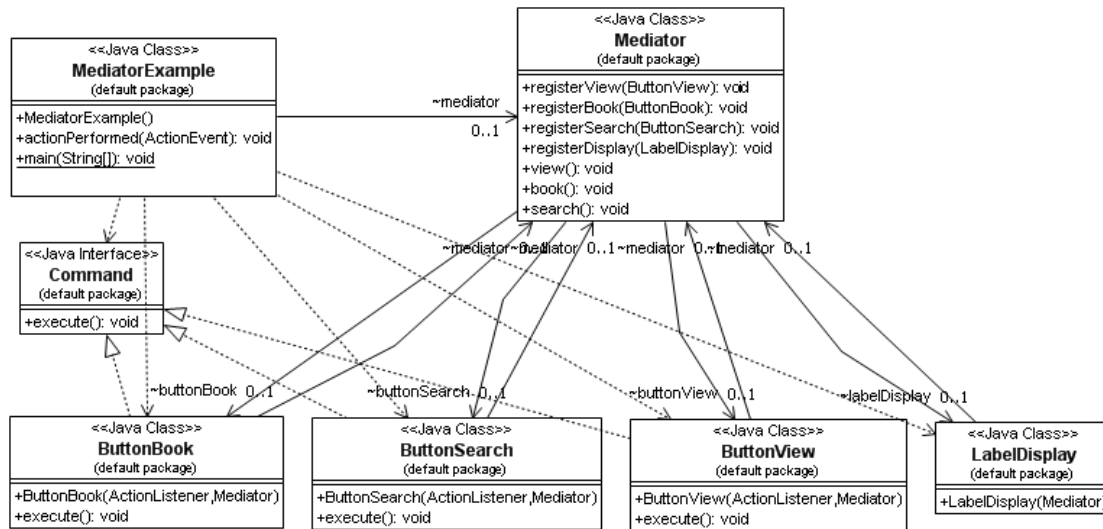 <<Java Class>>
MediatorExample
(default package)
+MediatorExample()
+actionPerformed(ActionEvent): void
+main(String[]): void
<<Java Class>>
Mediator
(default package)
+registerView(ButtonView): void
+registerBook(ButtonBook): void
+registerSearch(ButtonSearch): void
+registerDisplay(LabelDisplay): void
+view(): void
+book(): void
+search(): void
~mediator
0..1
<<Java Interface>>
Command
(default package)
+execute(): void
~mediator 0..1
~mediator 0..1
~mediator 0..1
~mediator 0..1
~buttonBook 0..1
~buttonSearch 0..1
~buttonView 0..1
~labelDisplay 0..1
<<Java Class>>
ButtonBook
(default package)
+ButtonBook(ActionListener,Mediator)
+execute(): void
<<Java Class>>
ButtonSearch
(default package)
+ButtonSearch(ActionListener,Mediator)
+execute(): void
<<Java Class>>
ButtonView
(default package)
+ButtonView(ActionListener,Mediator)
+execute(): void
<<Java Class>>
LabelDisplay
(default package)
+LabelDisplay(Mediator)